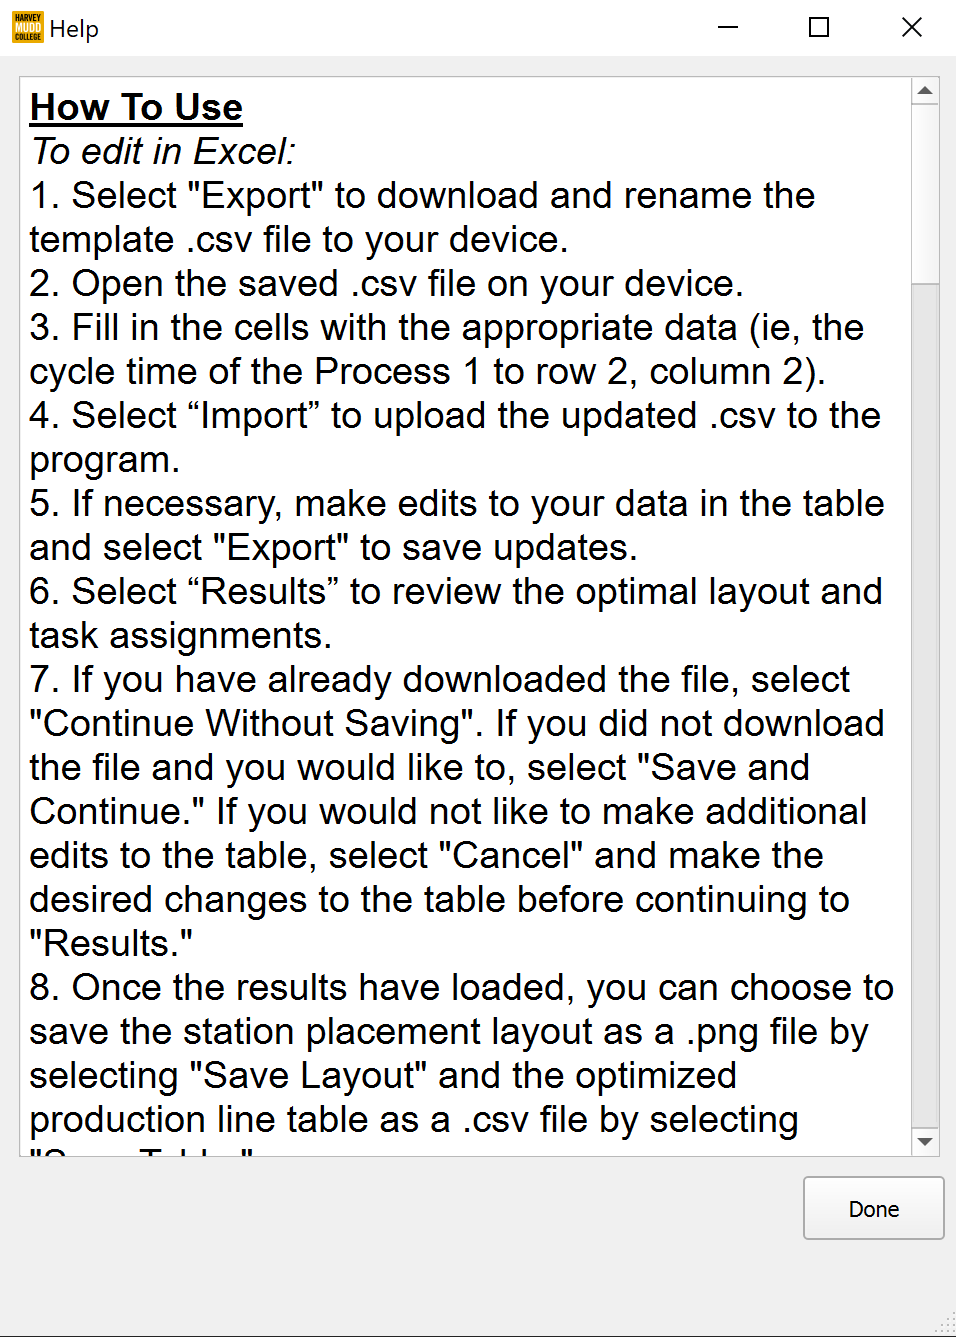 HARVEY
MUDD
COLLEGE
Help
How To Use
To edit in Excel:
1. Select "Export" to download and rename the
template .csv file to your device.
2. Open the saved .csv file on your device.
3. Fill in the cells with the appropriate data (ie, the
cycle time of the Process 1 to row 2, column 2).
4. Select “Import” to upload the updated .csv to the
program.
5. If necessary, make edits to your data in the table
and select "Export" to save updates.
6. Select “Results” to review the optimal layout and
task assignments.
7. If you have already downloaded the file, select
"Continue Without Saving". If you did not download
the file and you would like to, select "Save and
Continue." If you would not like to make additional
edits to the table, select "Cancel" and make the
desired changes to the table before continuing to
"Results."
8. Once the results have loaded, you can choose to
save the station placement layout as a .png file by
selecting "Save Layout" and the optimized
production line table as a .csv file by selecting
Done